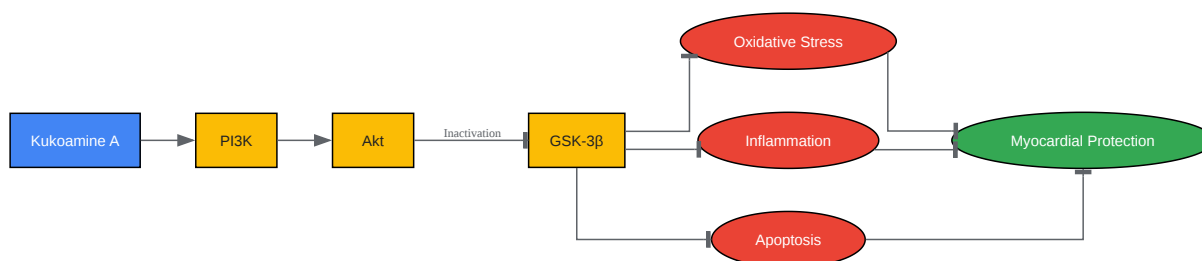 Oxidative Stress
Kukoamine A
PI3K
Akt
Inactivation
GSK-3β
Inflammation
Myocardial Protection
Apoptosis